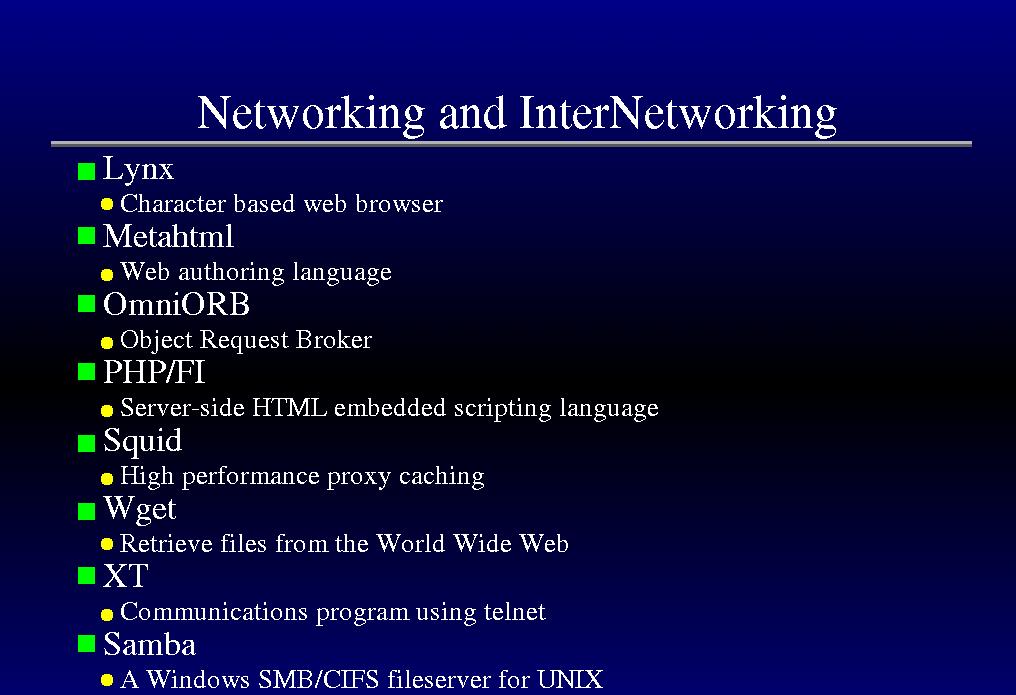 Networking and InterNetworking
Lynx
Character based web browser
Metahtml
Web authoring language
OmniORB
Object Request Broker
PHP/FI
Server-side HTML embedded scripting language
Squid
High performance proxy caching
Wget
Retrieve files from the World Wide Web
XT
Communications program using telnet
Samba
A Windows SMB/CIFS fileserver for UNIX